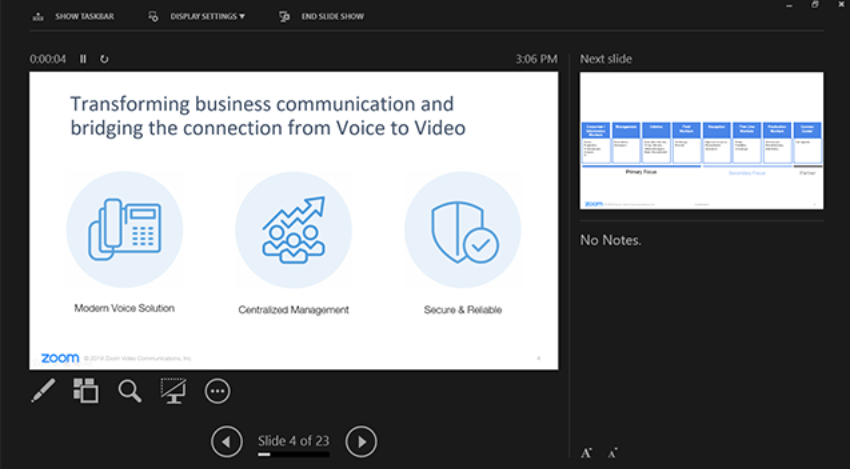 SHOW TASKBAR
DISPLAY SETTINGS ▼
END SLIDE SHOW
0:00:04
3:06 PM
Next slide
Transforming business communication and
bridging the connection from Voice to Video
Modern Voice Solution
Centralized Management
Secure & Reliable
zoom © 2019 Zoom Video Communications, Inc.
4
Management
Reception
Primary Focus
Secondary Focus
Partner
zoom
No Notes.
Slide 4 of 23
A
A